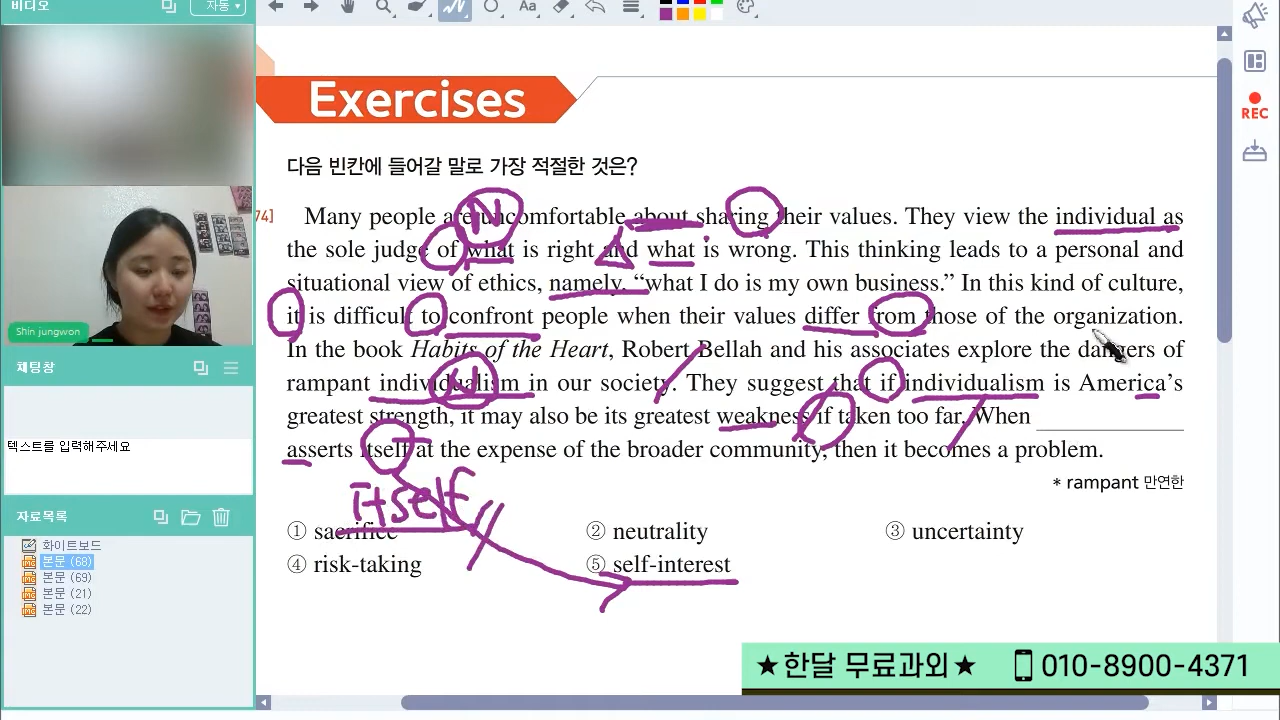 비디오
자동
Aa
REC
Exercises
다음 빈칸에 들어갈 말로 가장 적절한 것은?
74]
Many people are uncomfortable about sharing their values. They view the individual as
the sole judge of what is right and what is wrong. This thinking leads to a personal and
situational view of ethics, namely, “what I do is my own business.” In this kind of culture,
it is difficult to confront people when their values differ from those of the organization.
In the book Habits of the Heart, Robert Bellah and his associates explore the dangers of
rampant individualism in our society. They suggest that if individualism is America’s
greatest strength, it may also be its greatest weakness if taken too far. When ____________
asserts itself at the expense of the broader community, then it becomes a problem.
* rampant 만연한
① sacrifice
② neutrality
③ uncertainty
④ risk-taking
⑤ self-interest
N
N
itself
Shin jungwon
채팅창
텍스트를 입력해주세요
자료목록
화이트보드
본문 (68)
본문 (69)
본문 (21)
본문 (22)
★한달 무료과외★ 010-8900-4371